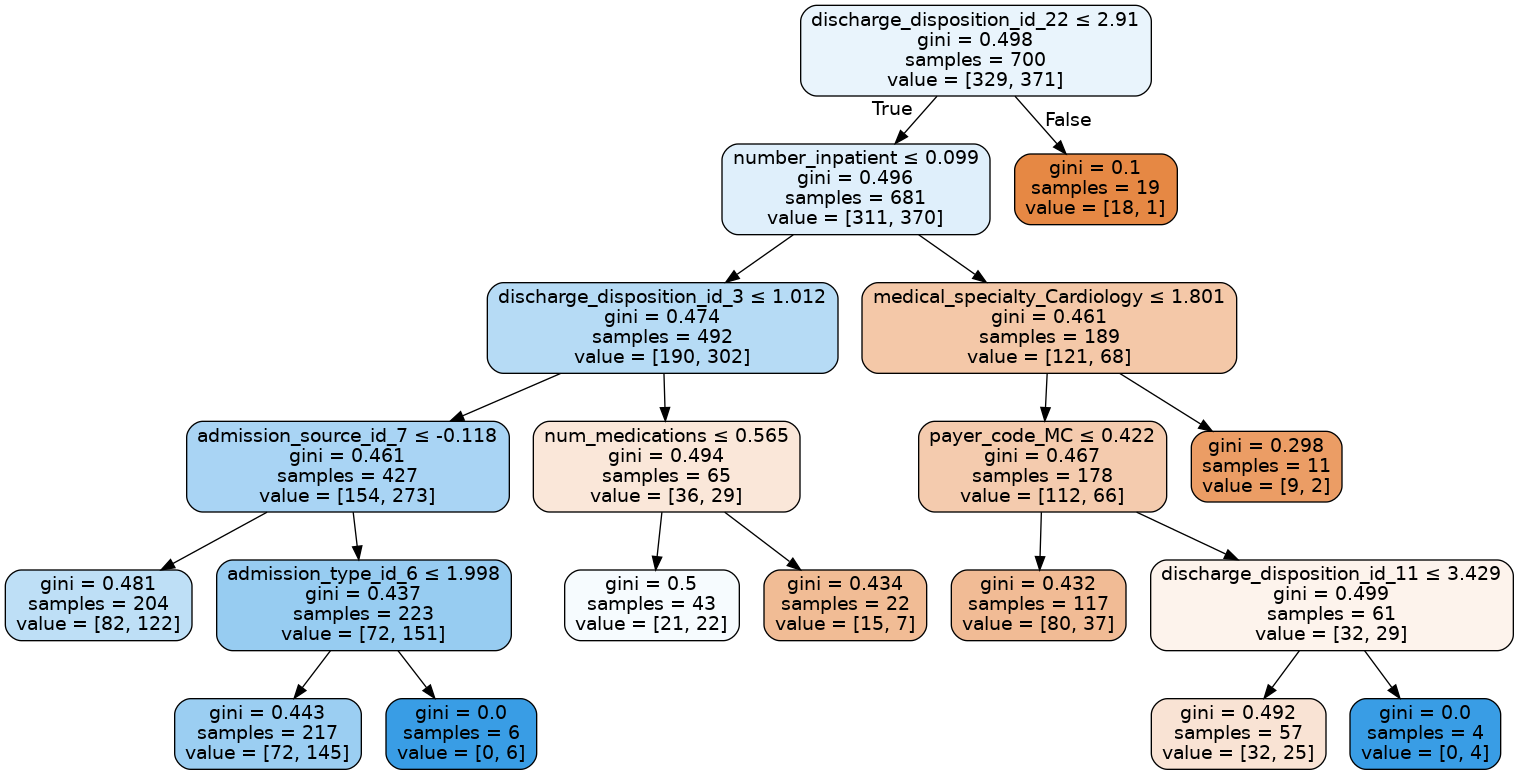 discharge_disposition_id_22 ≤ 2.91
gini = 0.498
samples = 700
value = [329, 371]
True
False
number_inpatient ≤ 0.099
gini = 0.496
samples = 681
value = [311, 370]
gini = 0.1
samples = 19
value = [18, 1]
discharge_disposition_id_3 ≤ 1.012
gini = 0.474
samples = 492
value = [190, 302]
medical_specialty_Cardiology ≤ 1.801
gini = 0.461
samples = 189
value = [121, 68]
admission_source_id_7 ≤ -0.118
gini = 0.461
samples = 427
value = [154, 273]
num_medications ≤ 0.565
gini = 0.494
samples = 65
value = [36, 29]
payer_code_MC ≤ 0.422
gini = 0.467
samples = 178
value = [112, 66]
gini = 0.298
samples = 11
value = [9, 2]
gini = 0.481
samples = 204
value = [82, 122]
admission_type_id_6 ≤ 1.998
gini = 0.437
samples = 223
value = [72, 151]
gini = 0.5
samples = 43
value = [21, 22]
gini = 0.434
samples = 22
value = [15, 7]
gini = 0.432
samples = 117
value = [80, 37]
discharge_disposition_id_11 ≤ 3.429
gini = 0.499
samples = 61
value = [32, 29]
gini = 0.443
samples = 217
value = [72, 145]
gini = 0.0
samples = 6
value = [0, 6]
gini = 0.492
samples = 57
value = [32, 25]
gini = 0.0
samples = 4
value = [0, 4]